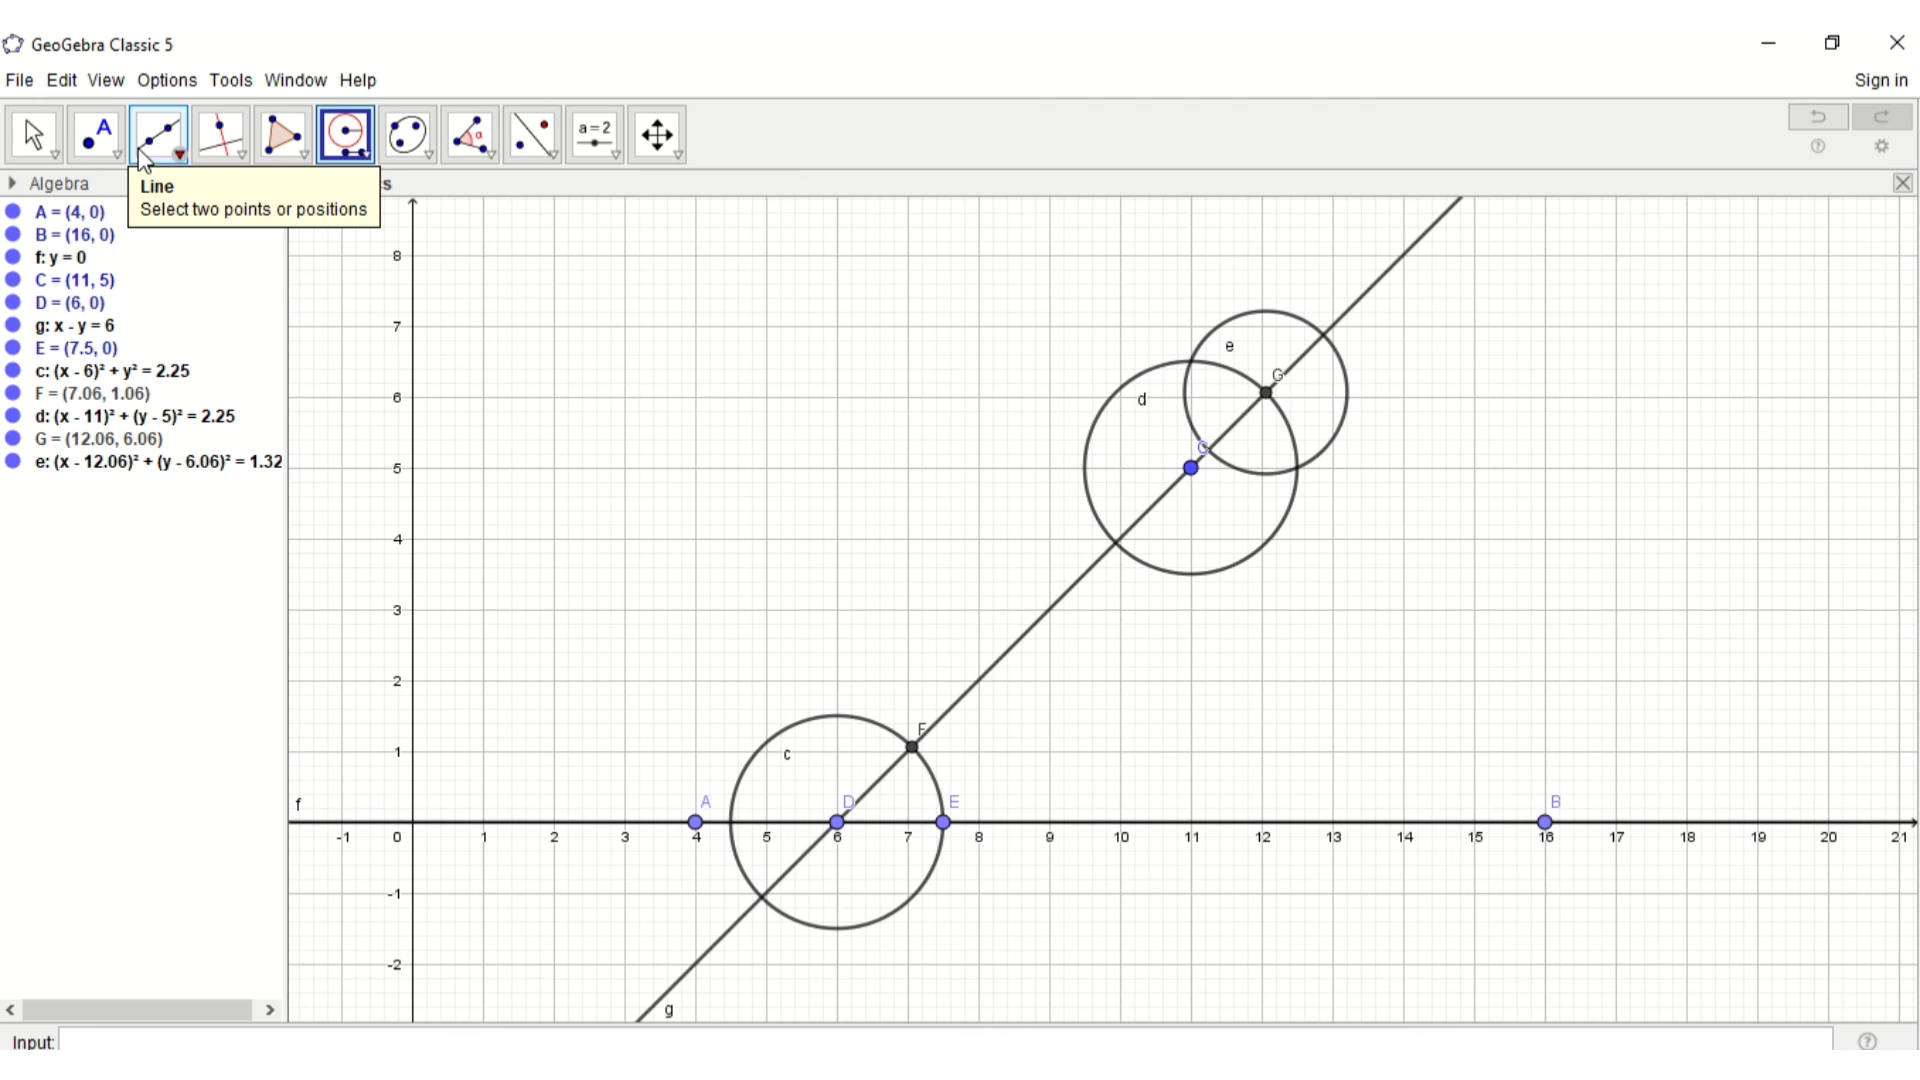 GeoGebra Classic 5
File Edit View Options Tools Window Help
Sign in
A
α
a=2
Algebra
s
Line
Select two points or positions
A = (4, 0)
B = (16, 0)
f: y = 0
C = (11, 5)
D = (6, 0)
g: x - y = 6
E = (7.5, 0)
c: (x - 6)² + y² = 2.25
F = (7.06, 1.06)
d: (x - 11)² + (y - 5)² = 2.25
G = (12.06, 6.06)
e: (x - 12.06)² + (y - 6.06)² = 1.32
8
7
e
G
6
d
C
5
4
3
2
F
1
c
A D E B
f
-1 0 1 2 3 4 5 6 7 8 9 10 11 12 13 14 15 16 17 18 19 20 21
-1
-2
g
Input: